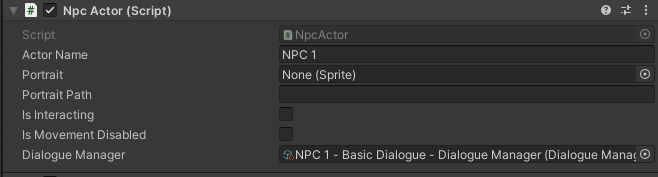 Npc Actor (Script)
Script NpcActor
Actor Name NPC 1
Portrait None (Sprite)
Portrait Path
Is Interacting
Is Movement Disabled
Dialogue Manager NPC 1 - Basic Dialogue - Dialogue Manager (Dialogue Manag